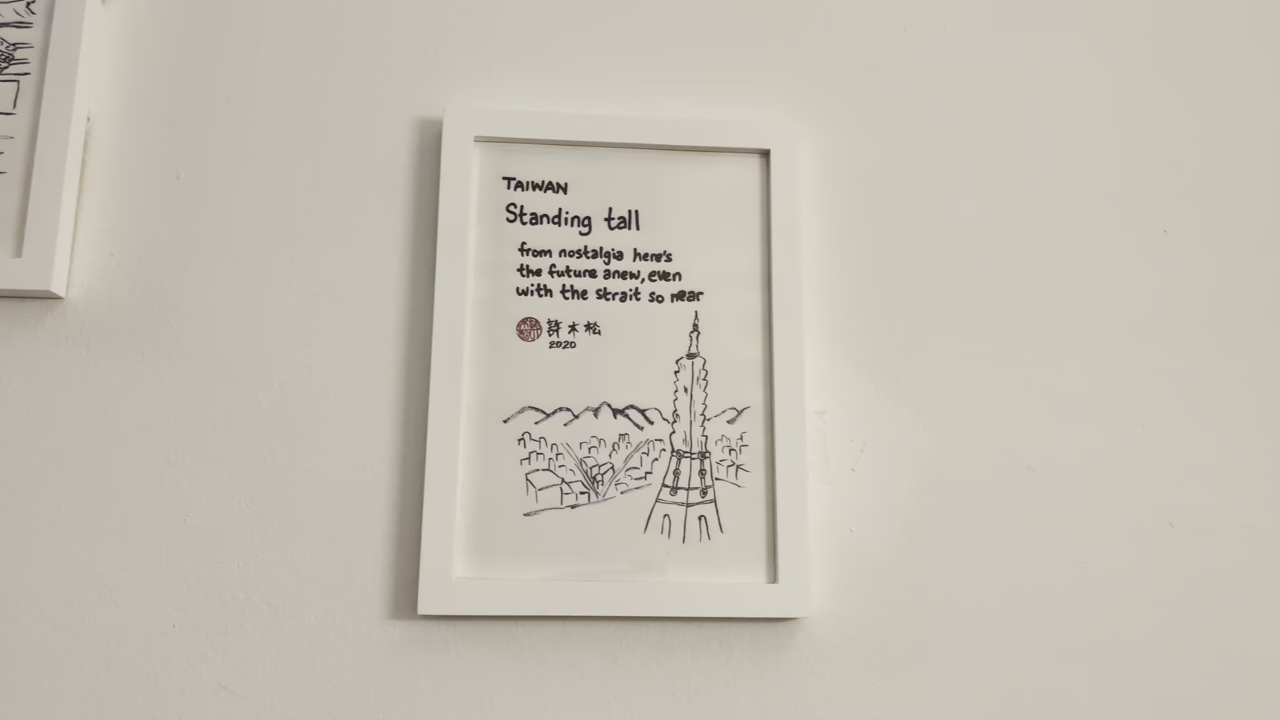 TAIWAN
Standing tall
from nostalgia here's
the future anew, even
with the strait so near
許木松
2020